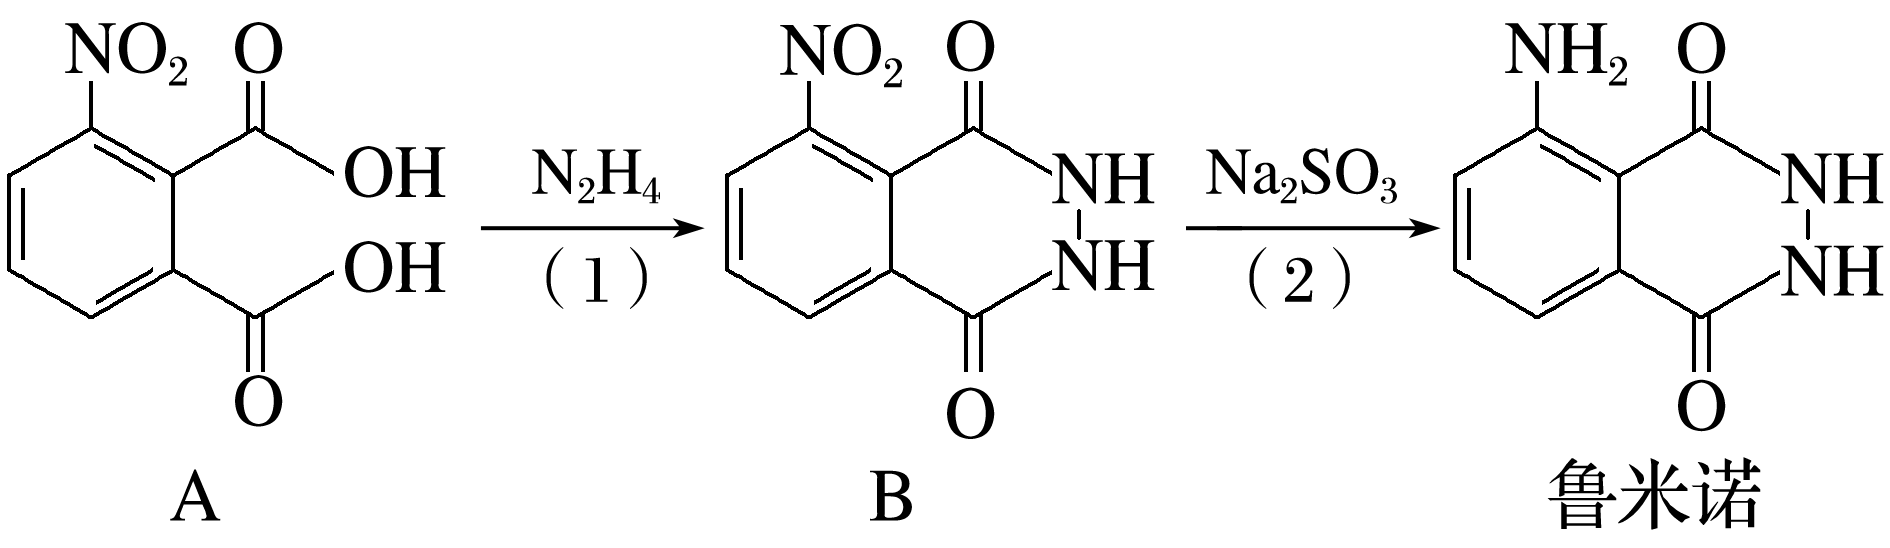 NO₂ O NO₂ O NH₂ O
OH N₂H₄ NH Na₂SO₃ NH
OH (1) NH (2) NH
O O O
A B 鲁米诺